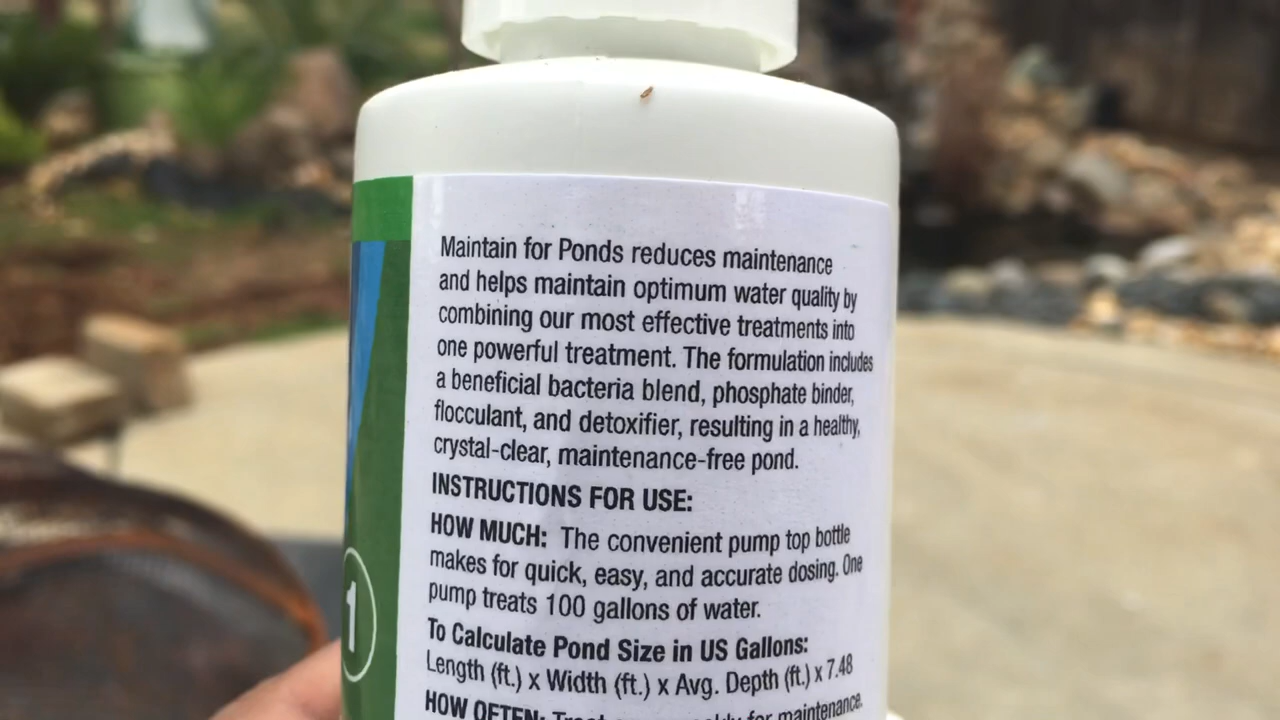 Maintain for Ponds reduces maintenance
and helps maintain optimum water quality by
combining our most effective treatments into
one powerful treatment. The formulation includes
a beneficial bacteria blend, phosphate binder,
flocculant, and detoxifier, resulting in a healthy,
crystal-clear, maintenance-free pond.
INSTRUCTIONS FOR USE:
HOW MUCH: The convenient pump top bottle
makes for quick, easy, and accurate dosing. One
pump treats 100 gallons of water.
To Calculate Pond Size in US Gallons:
Length (ft.) x Width (ft.) x Avg. Depth (ft.) x 7.48
HOW OFTEN: Treat for maintenance.
1